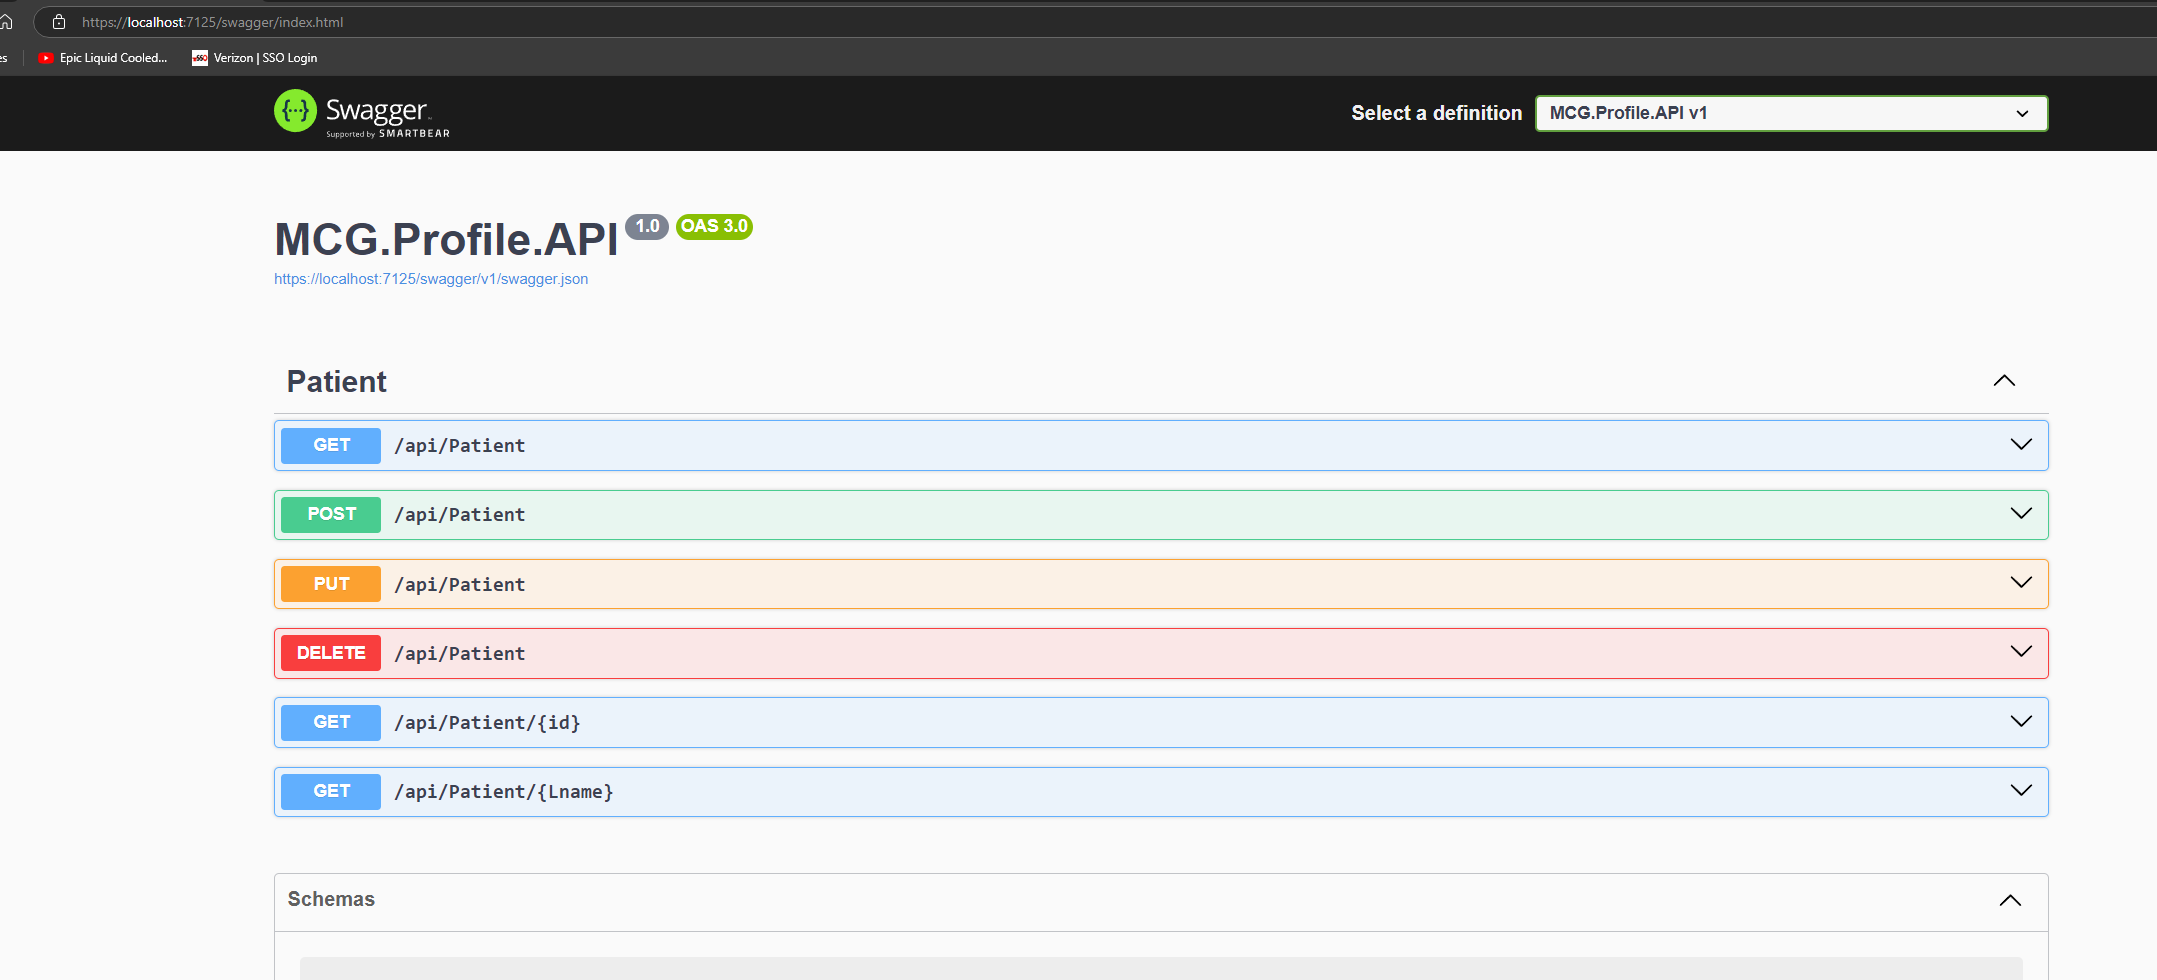 https://localhost:7125/swagger/index.html
es
Epic Liquid Cooled...
Verizon | SSO Login
Swagger
Supported by SMARTBEAR
Select a definition
MCG.Profile.API v1
MCG.Profile.API 1.0 OAS 3.0
https://localhost:7125/swagger/v1/swagger.json
Patient
GET /api/Patient
POST /api/Patient
PUT /api/Patient
DELETE /api/Patient
GET /api/Patient/{id}
GET /api/Patient/{Lname}
Schemas